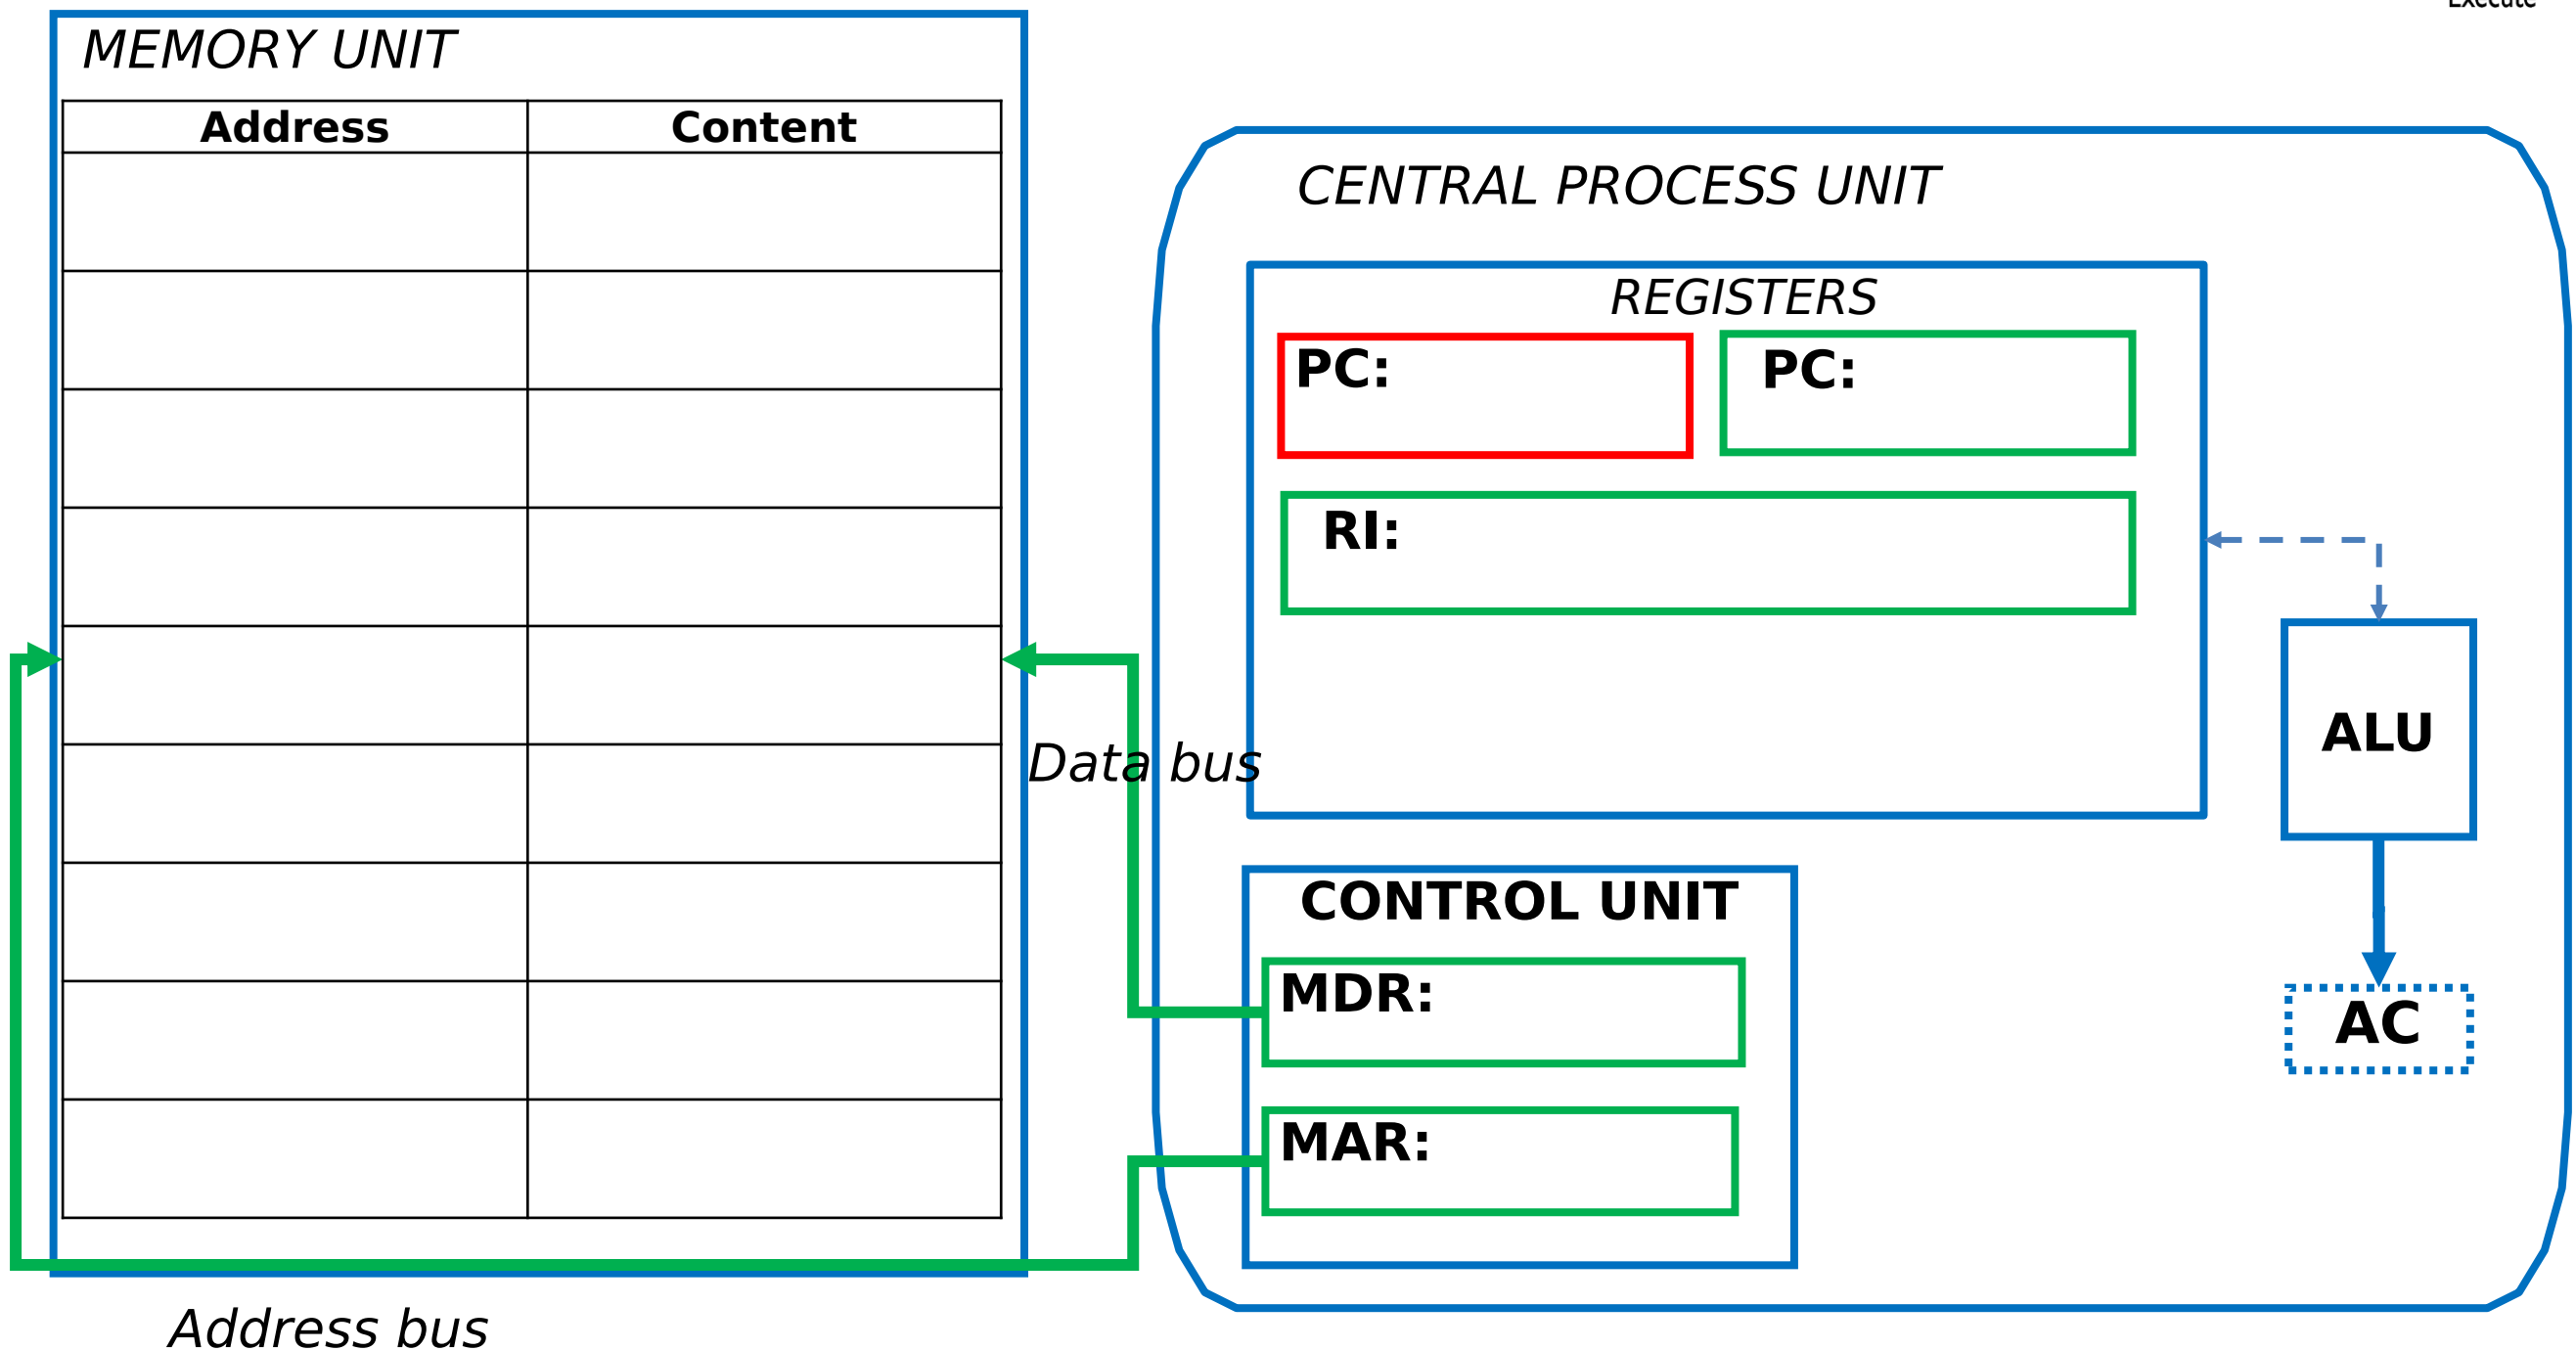 Execute
MEMORY UNIT
Address
Content
CENTRAL PROCESS UNIT
REGISTERS
PC:
PC:
RI:
Data bus
ALU
CONTROL UNIT
MDR:
AC
MAR:
Address bus